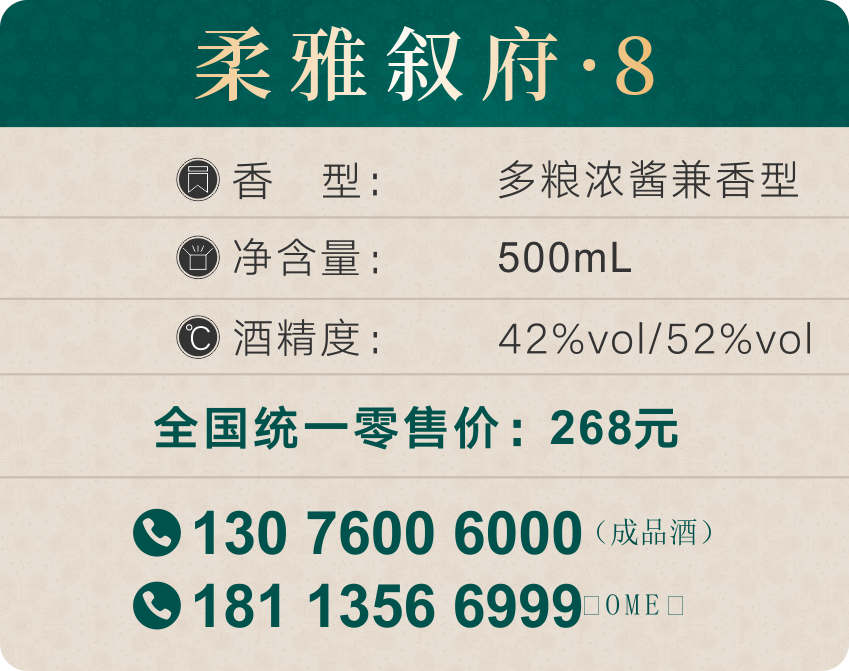 柔雅叙府·8
香 型: 多粮浓酱兼香型
净含量: 500mL
℃ 酒精度: 42%vol/52%vol
全国统一零售价: 268元
130 7600 6000（成品酒）
181 1356 6999□OME□